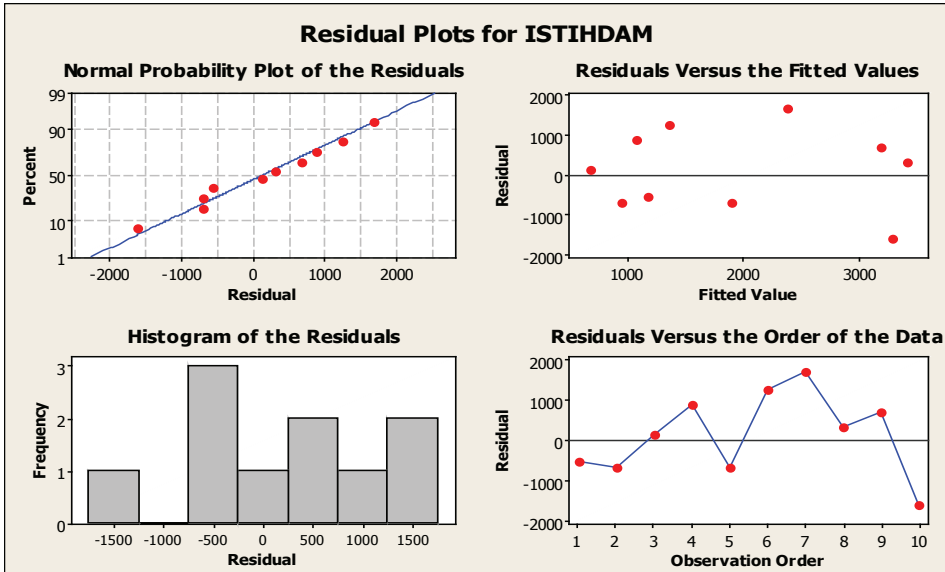 Residual Plots for ISTIHDAM
Normal Probability Plot of the Residuals
99
90
50
10
1
Percent
-2000 -1000 0 1000 2000
Residual
Residuals Versus the Fitted Values
2000
1000
0
-1000
-2000
Residual
1000 2000 3000
Fitted Value
Histogram of the Residuals
3
2
1
0
Frequency
-1500 -1000 -500 0 500 1000 1500
Residual
Residuals Versus the Order of the Data
2000
1000
0
-1000
-2000
Residual
1 2 3 4 5 6 7 8 9 10
Observation Order